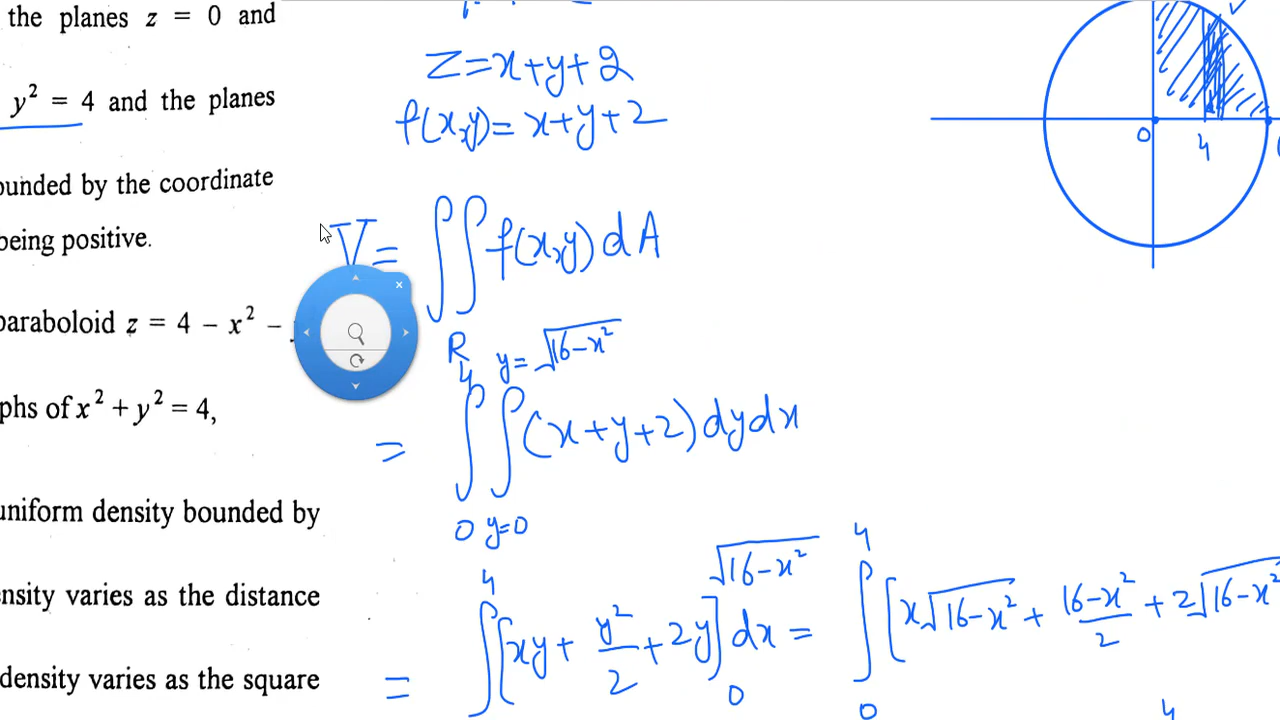 the planes z = 0 and
y² = 4 and the planes
ounded by the coordinate
being positive.
paraboloid z = 4 − x² −
phs of x² + y² = 4,
uniform density bounded by
nsity varies as the distance
density varies as the square
z = x+y+2
f(x,y) = x+y+2
V = ∬ f(x,y) dA
R
4 y = √16−x²
= ∫∫ (x+y+2) dy dx
0 y=0
4 √16−x² 4
= ∫ [xy + y²/2 + 2y] dx = ∫ [x√16−x² + 16−x²/2 + 2√16−x²
0 0
4
0 4